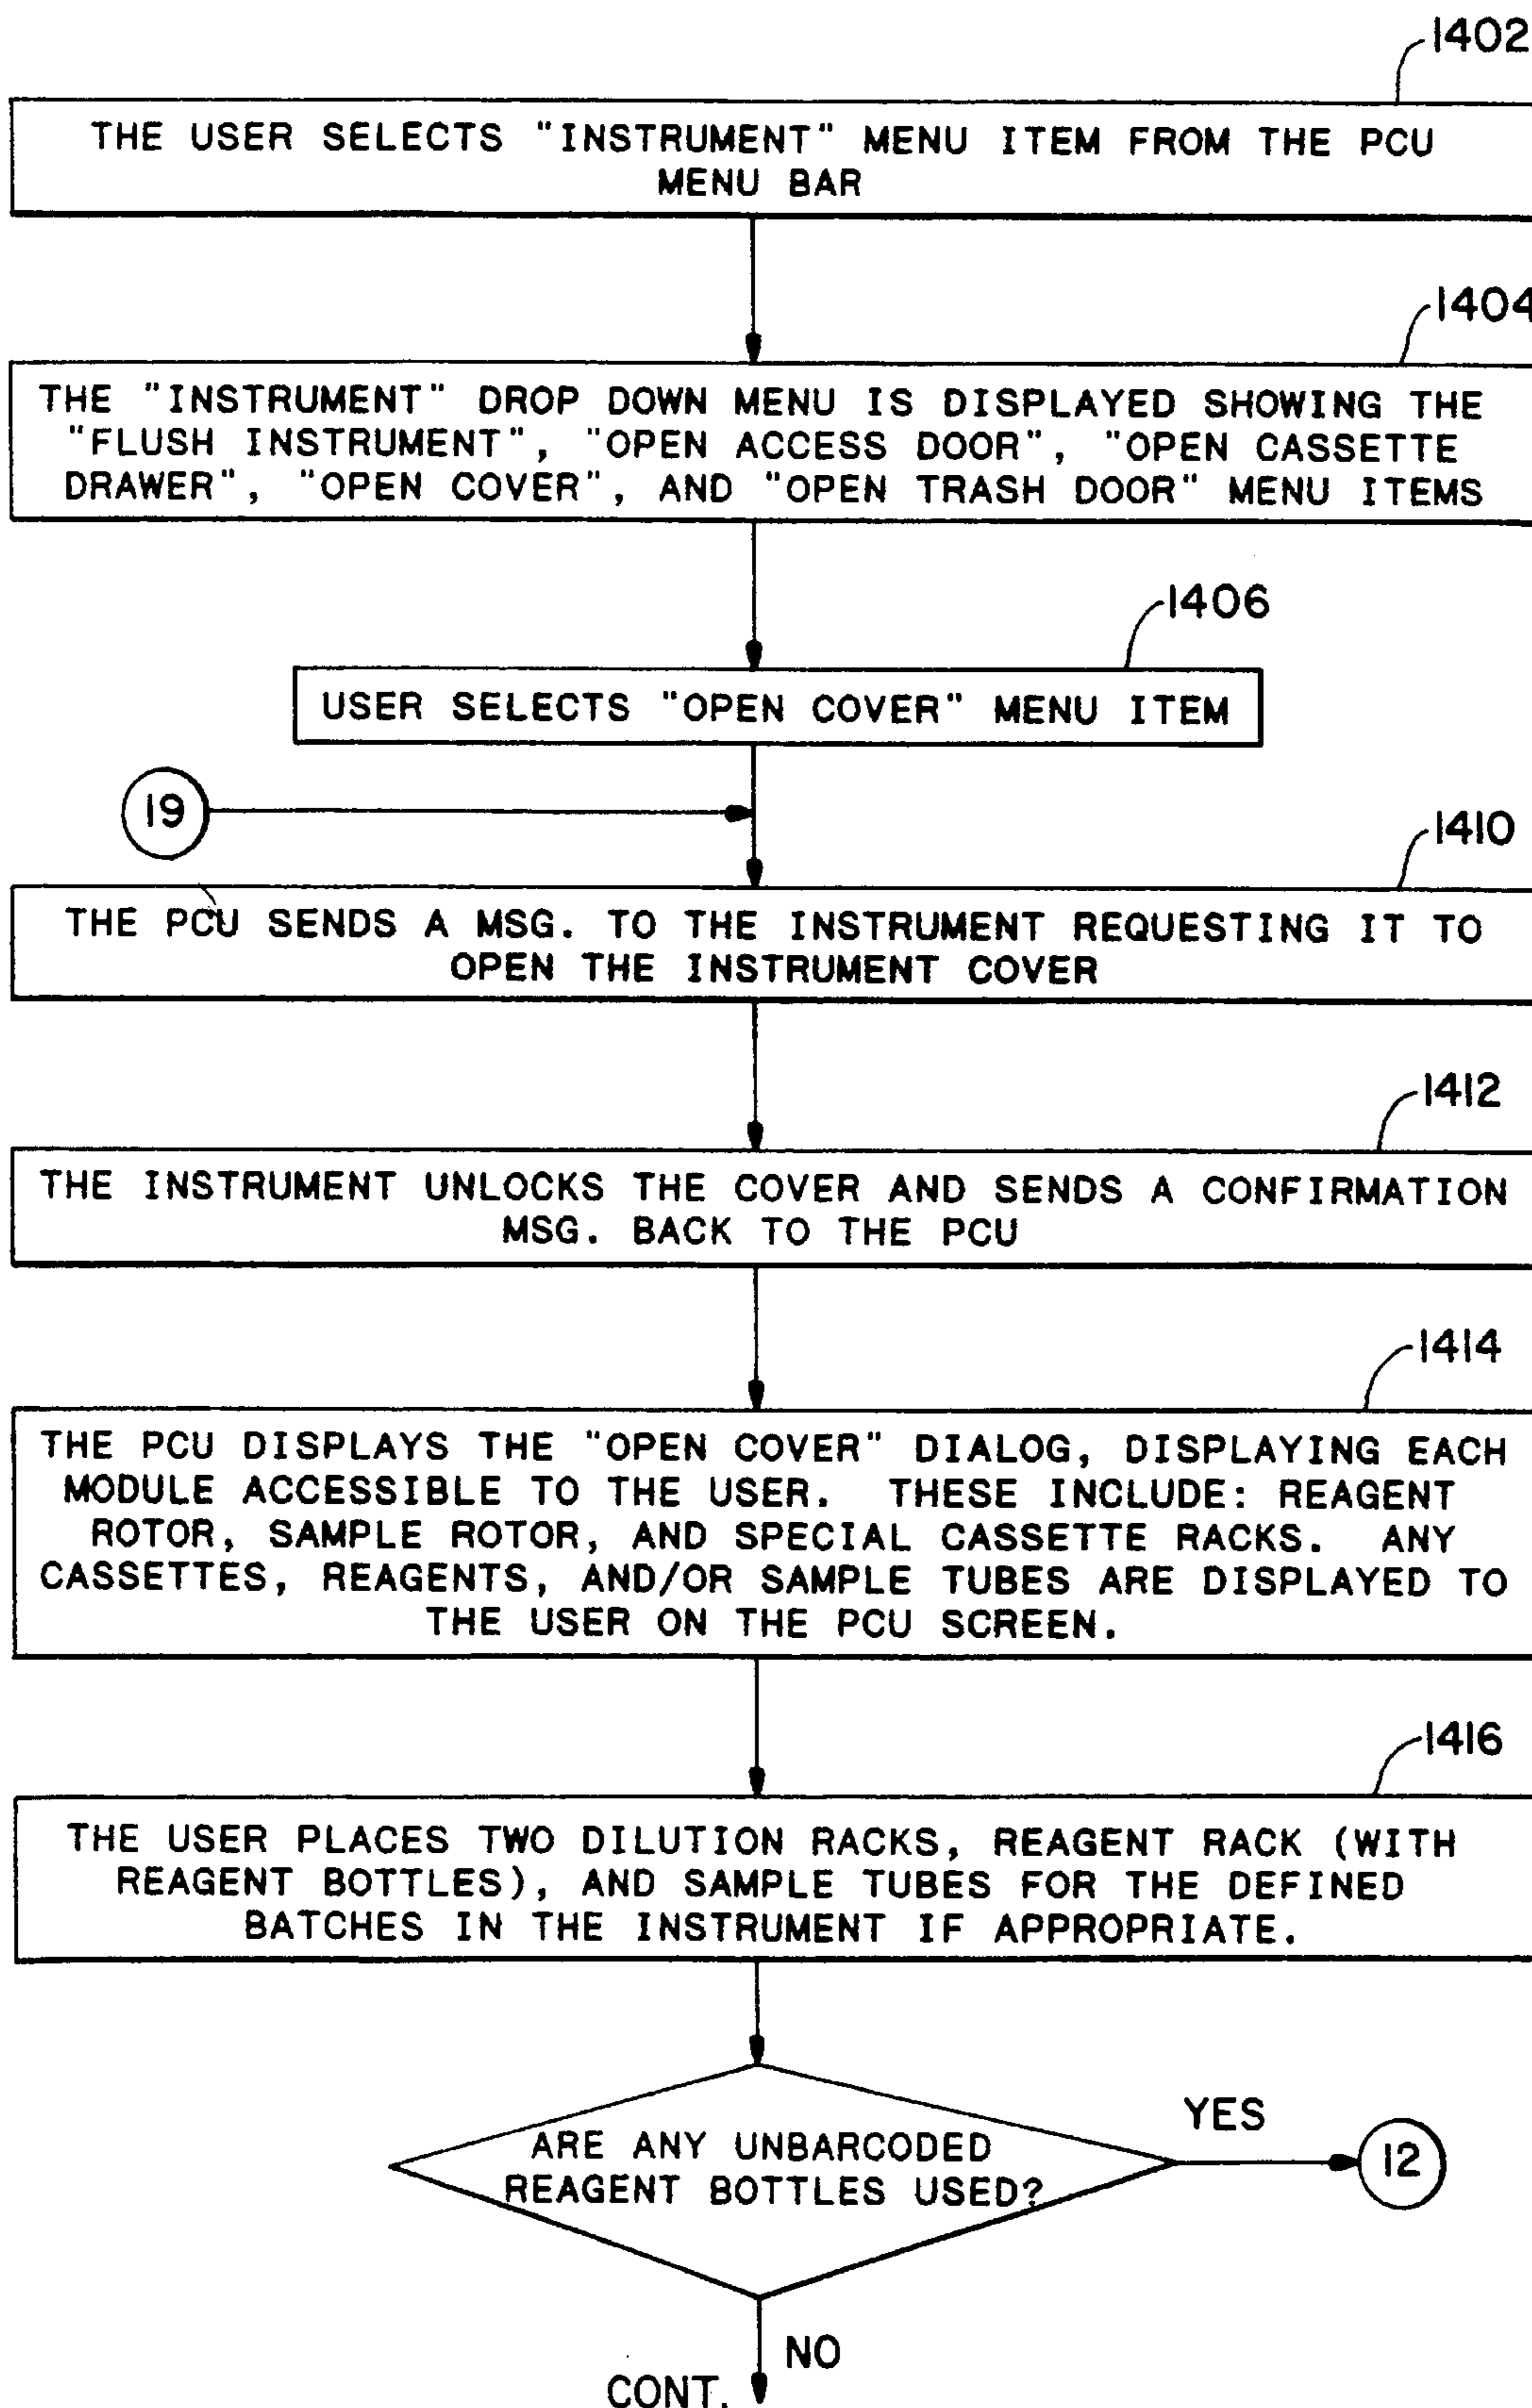 1402
THE USER SELECTS "INSTRUMENT" MENU ITEM FROM THE PCU
MENU BAR
1404
THE "INSTRUMENT" DROP DOWN MENU IS DISPLAYED SHOWING THE
"FLUSH INSTRUMENT", "OPEN ACCESS DOOR", "OPEN CASSETTE
DRAWER", "OPEN COVER", AND "OPEN TRASH DOOR" MENU ITEMS
1406
USER SELECTS "OPEN COVER" MENU ITEM
19
1410
THE PCU SENDS A MSG. TO THE INSTRUMENT REQUESTING IT TO
OPEN THE INSTRUMENT COVER
1412
THE INSTRUMENT UNLOCKS THE COVER AND SENDS A CONFIRMATION
MSG. BACK TO THE PCU
1414
THE PCU DISPLAYS THE "OPEN COVER" DIALOG, DISPLAYING EACH
MODULE ACCESSIBLE TO THE USER. THESE INCLUDE: REAGENT
ROTOR, SAMPLE ROTOR, AND SPECIAL CASSETTE RACKS. ANY
CASSETTES, REAGENTS, AND/OR SAMPLE TUBES ARE DISPLAYED TO
THE USER ON THE PCU SCREEN.
1416
THE USER PLACES TWO DILUTION RACKS, REAGENT RACK (WITH
REAGENT BOTTLES), AND SAMPLE TUBES FOR THE DEFINED
BATCHES IN THE INSTRUMENT IF APPROPRIATE.
ARE ANY UNBARCODED
REAGENT BOTTLES USED?
YES
12
NO
CONT.